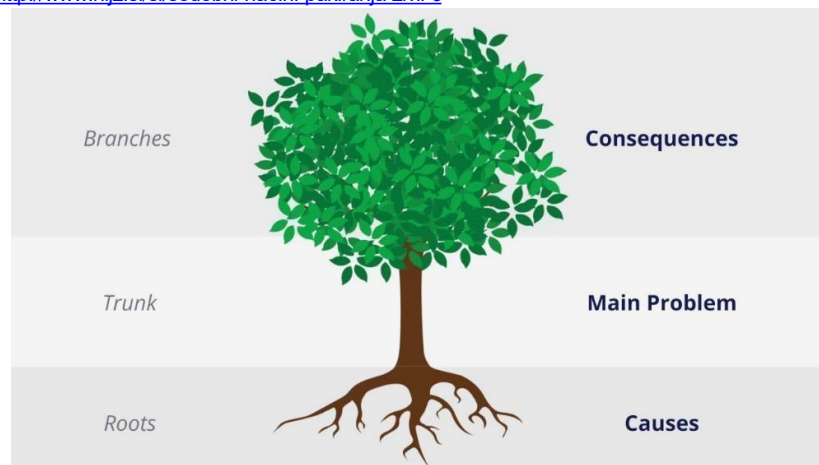 Branches
Consequences
Trunk
Main Problem
Roots
Causes